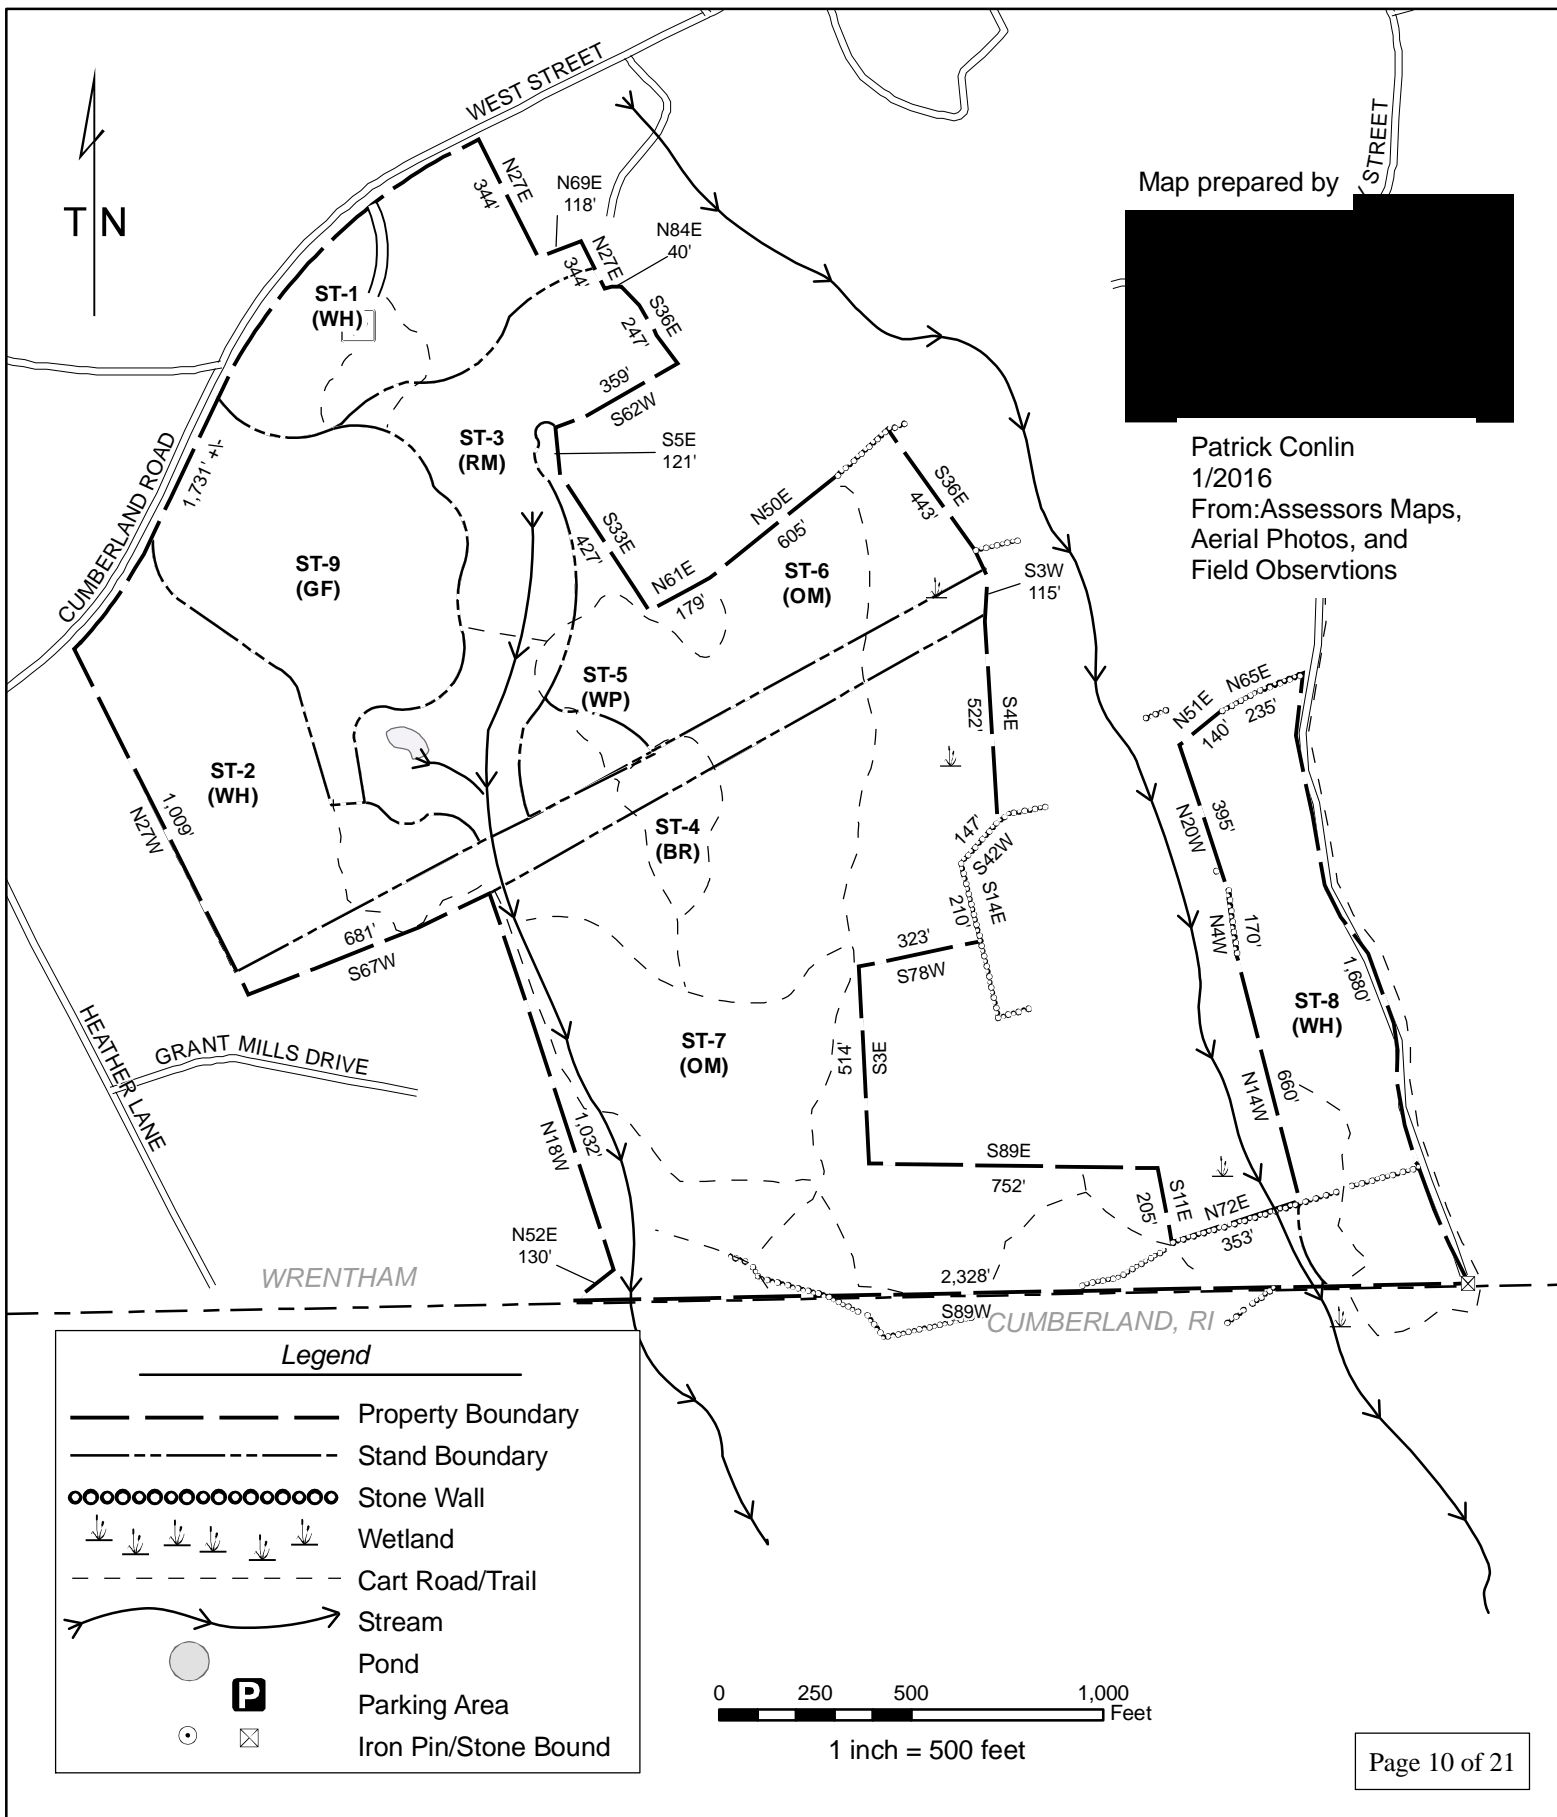 WEST STREET
STREET
Map prepared by
T N
N27E
344'
N69E
118'
N84E
40'
N27E
344'
ST-1
(WH)
S36E
247'
359'
S62W
ST-3
(RM)
S5E
121'
CUMBERLAND ROAD
1,731' +\-
Patrick Conlin
1/2016
From:Assessors Maps,
Aerial Photos, and
Field Observtions
S36E
443'
N50E
605'
S33E
427'
ST-9
(GF)
N61E
179'
ST-6
(OM)
S3W
115'
ST-5
(WP)
S4E
522'
N51E
140'
N65E
235'
ST-2
(WH)
1,009'
N27W
ST-4
(BR)
147'
S42W
395'
N20W
S14E
210'
170'
N4W
681'
S67W
323'
S78W
1,680'
ST-8
(WH)
HEATHER LANE
GRANT MILLS DRIVE
ST-7
(OM)
514'
S3E
660'
N14W
1,032'
N18W
S89E
752'
S11E
205'
N72E
353'
N52E
130'
WRENTHAM
2,328'
S89W
CUMBERLAND, RI
Legend
Property Boundary
Stand Boundary
Stone Wall
Wetland
Cart Road/Trail
Stream
Pond
P
Parking Area
Iron Pin/Stone Bound
0 250 500 1,000
Feet
1 inch = 500 feet
Page 10 of 21